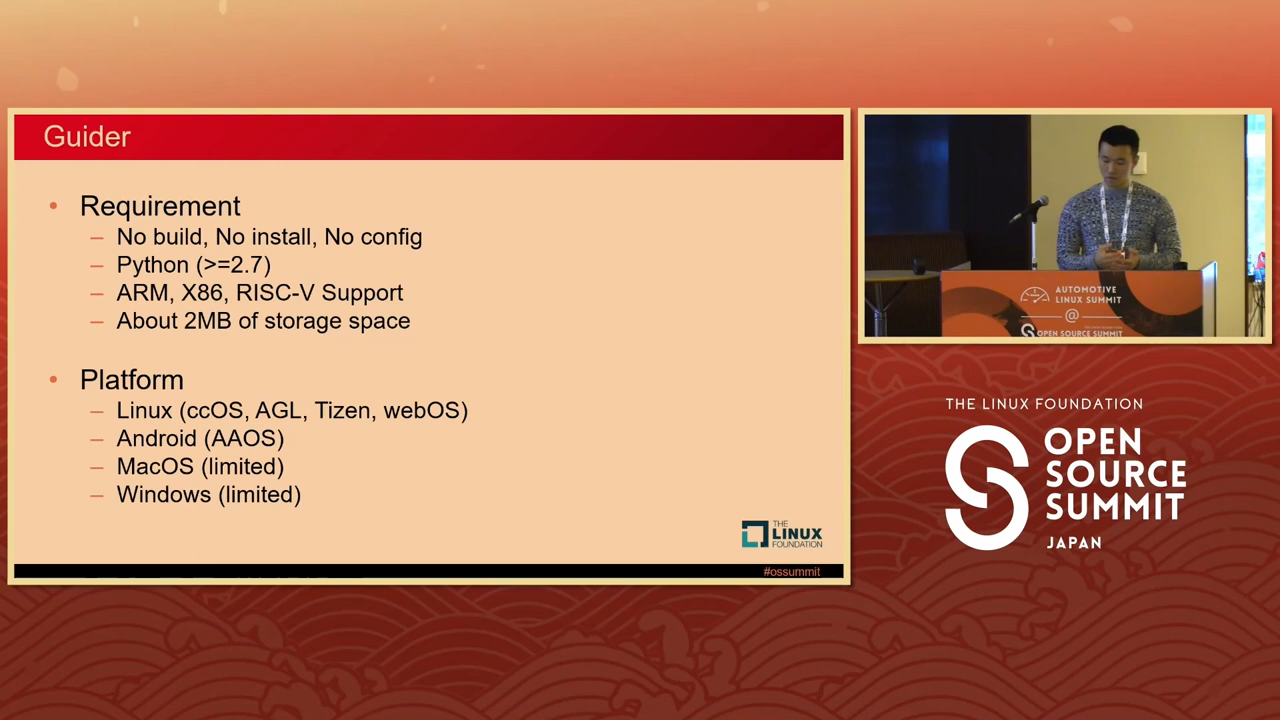 Guider
• Requirement
– No build, No install, No config
– Python (>=2.7)
– ARM, X86, RISC-V Support
– About 2MB of storage space
• Platform
– Linux (ccOS, AGL, Tizen, webOS)
– Android (AAOS)
– MacOS (limited)
– Windows (limited)
THE
LINUX
FOUNDATION
#ossummit
AUTOMOTIVE
LINUX SUMMIT
@
OPEN SOURCE SUMMIT
THE LINUX FOUNDATION
OPEN
SOURCE
SUMMIT
JAPAN